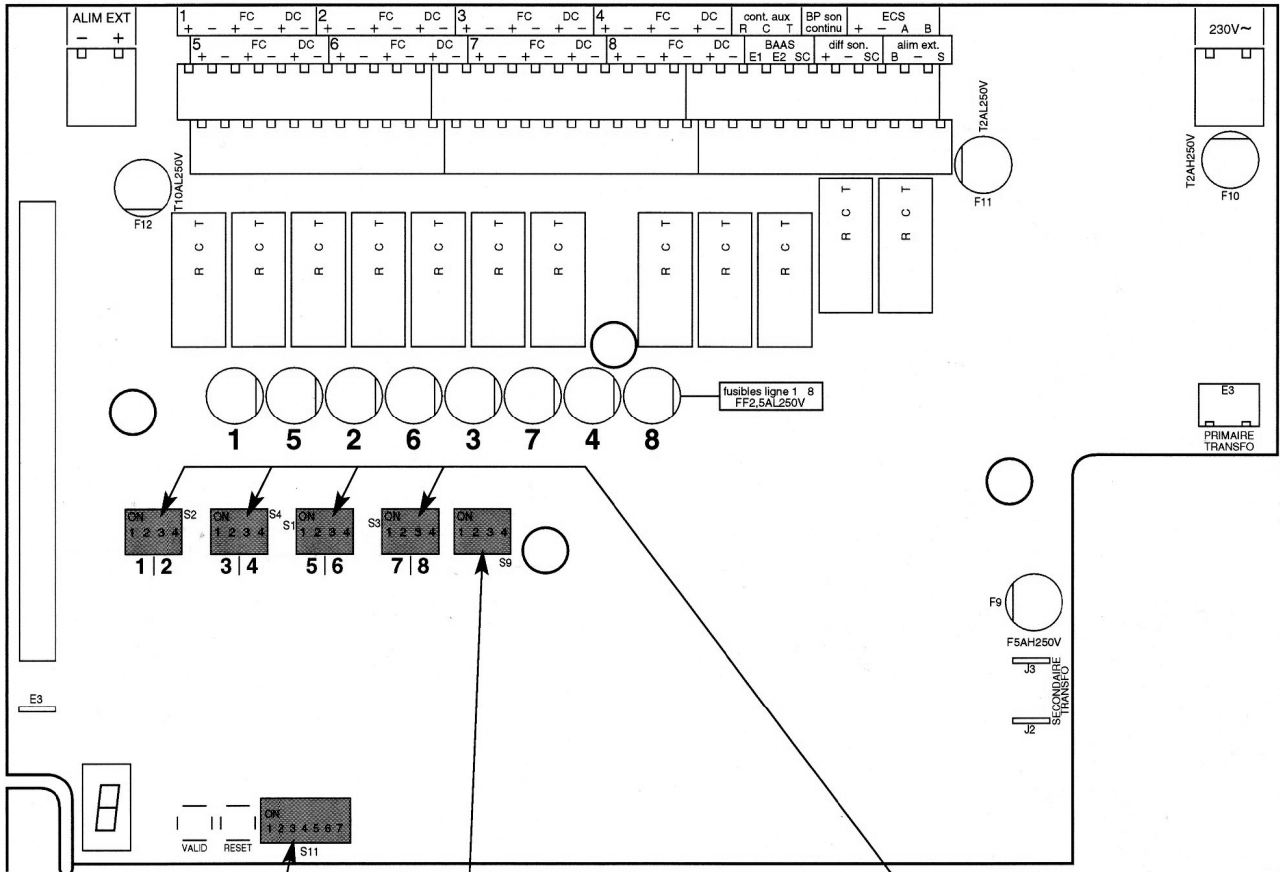 ALIM EXT
− +
1 FC DC 2 FC DC 3 FC DC 4 FC DC cont. aux BP son ECS
+ − + − + − + − + − + − + − + − + − + − + − + − R C T continu + − A B
5 FC DC 6 FC DC 7 FC DC 8 FC DC BAAS diff son. alim ext.
+ − + − + − + − + − + − + − + − + − + − + − + − E1 E2 SC + − SC B − S
230V~
T10AL250V
F12
T2AL250V
F11
T2AH250V
F10
R C T
R C T
R C T
R C T
R C T
R C T
R C T
R C T
R C T
R C T
R C T
R C T
fusibles ligne 1 8
FF2,5AL250V
1 5 2 6 3 7 4 8
E3
PRIMAIRE
TRANSFO
ON S2
1 2 3 4
1|2
ON S4
1 2 3 4
3|4
S1 ON
1 2 3 4
5|6
S3 ON
1 2 3 4
7|8
ON
1 2 3 4
S9
F9
F5AH250V
J3
SECONDAIRE
TRANSFO
J2
E3
VALID
RESET
ON
1 2 3 4 5 6 7
S11